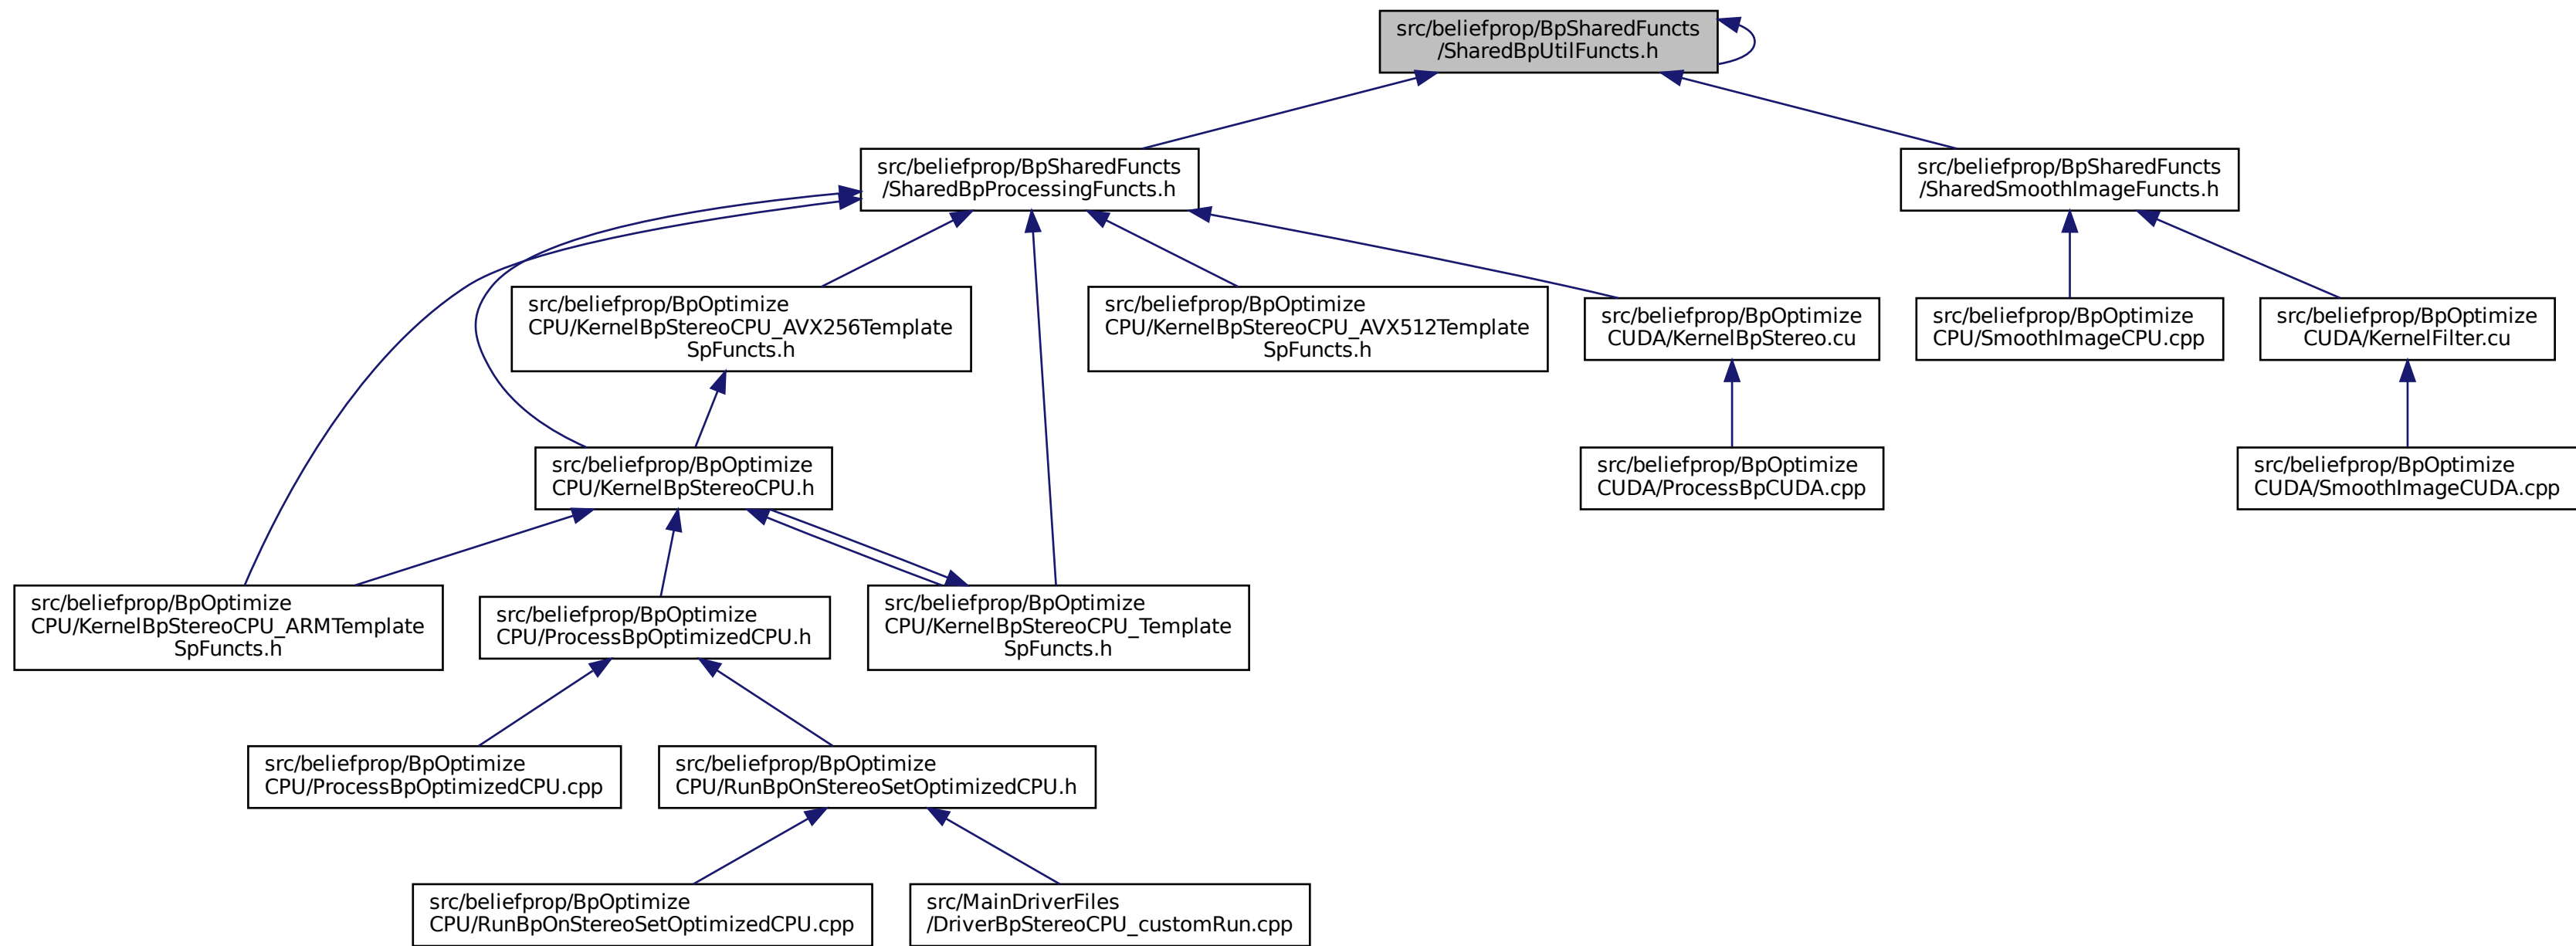 src/beliefprop/BpSharedFuncts
/SharedBpUtilFuncts.h
src/beliefprop/BpSharedFuncts
/SharedBpProcessingFuncts.h
src/beliefprop/BpSharedFuncts
/SharedSmoothImageFuncts.h
src/beliefprop/BpOptimize
CPU/KernelBpStereoCPU_AVX256Template
SpFuncts.h
src/beliefprop/BpOptimize
CPU/KernelBpStereoCPU_AVX512Template
SpFuncts.h
src/beliefprop/BpOptimize
CUDA/KernelBpStereo.cu
src/beliefprop/BpOptimize
CPU/SmoothImageCPU.cpp
src/beliefprop/BpOptimize
CUDA/KernelFilter.cu
src/beliefprop/BpOptimize
CPU/KernelBpStereoCPU.h
src/beliefprop/BpOptimize
CUDA/ProcessBpCUDA.cpp
src/beliefprop/BpOptimize
CUDA/SmoothImageCUDA.cpp
src/beliefprop/BpOptimize
CPU/KernelBpStereoCPU_ARMTemplate
SpFuncts.h
src/beliefprop/BpOptimize
CPU/ProcessBpOptimizedCPU.h
src/beliefprop/BpOptimize
CPU/KernelBpStereoCPU_Template
SpFuncts.h
src/beliefprop/BpOptimize
CPU/ProcessBpOptimizedCPU.cpp
src/beliefprop/BpOptimize
CPU/RunBpOnStereoSetOptimizedCPU.h
src/beliefprop/BpOptimize
CPU/RunBpOnStereoSetOptimizedCPU.cpp
src/MainDriverFiles
/DriverBpStereoCPU_customRun.cpp